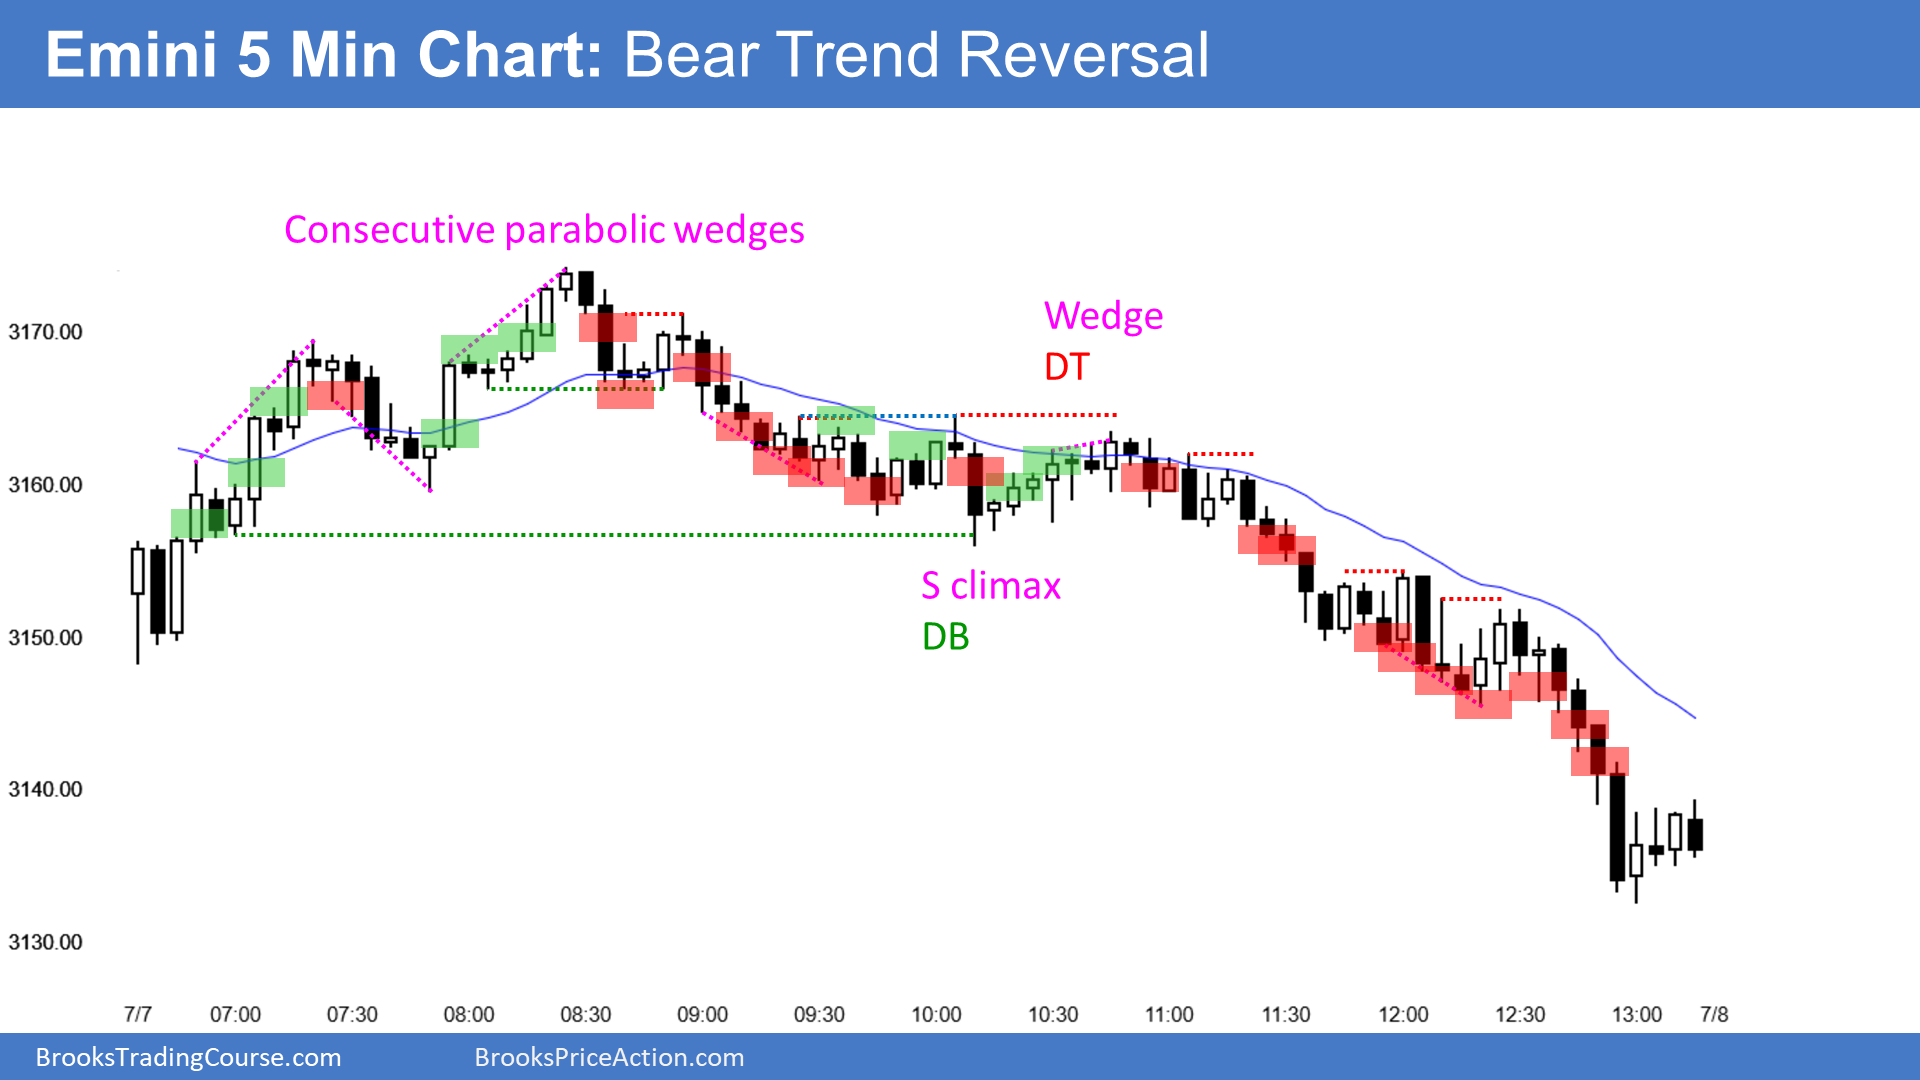 Emini 5 Min Chart: Bear Trend Reversal
Consecutive parabolic wedges
Wedge
DT
S climax
DB
3170.00
3160.00
3150.00
3140.00
3130.00
7/7 07:00 07:30 08:00 08:30 09:00 09:30 10:00 10:30 11:00 11:30 12:00 12:30 13:00 7/8
BrooksTradingCourse.com BrooksPriceAction.com